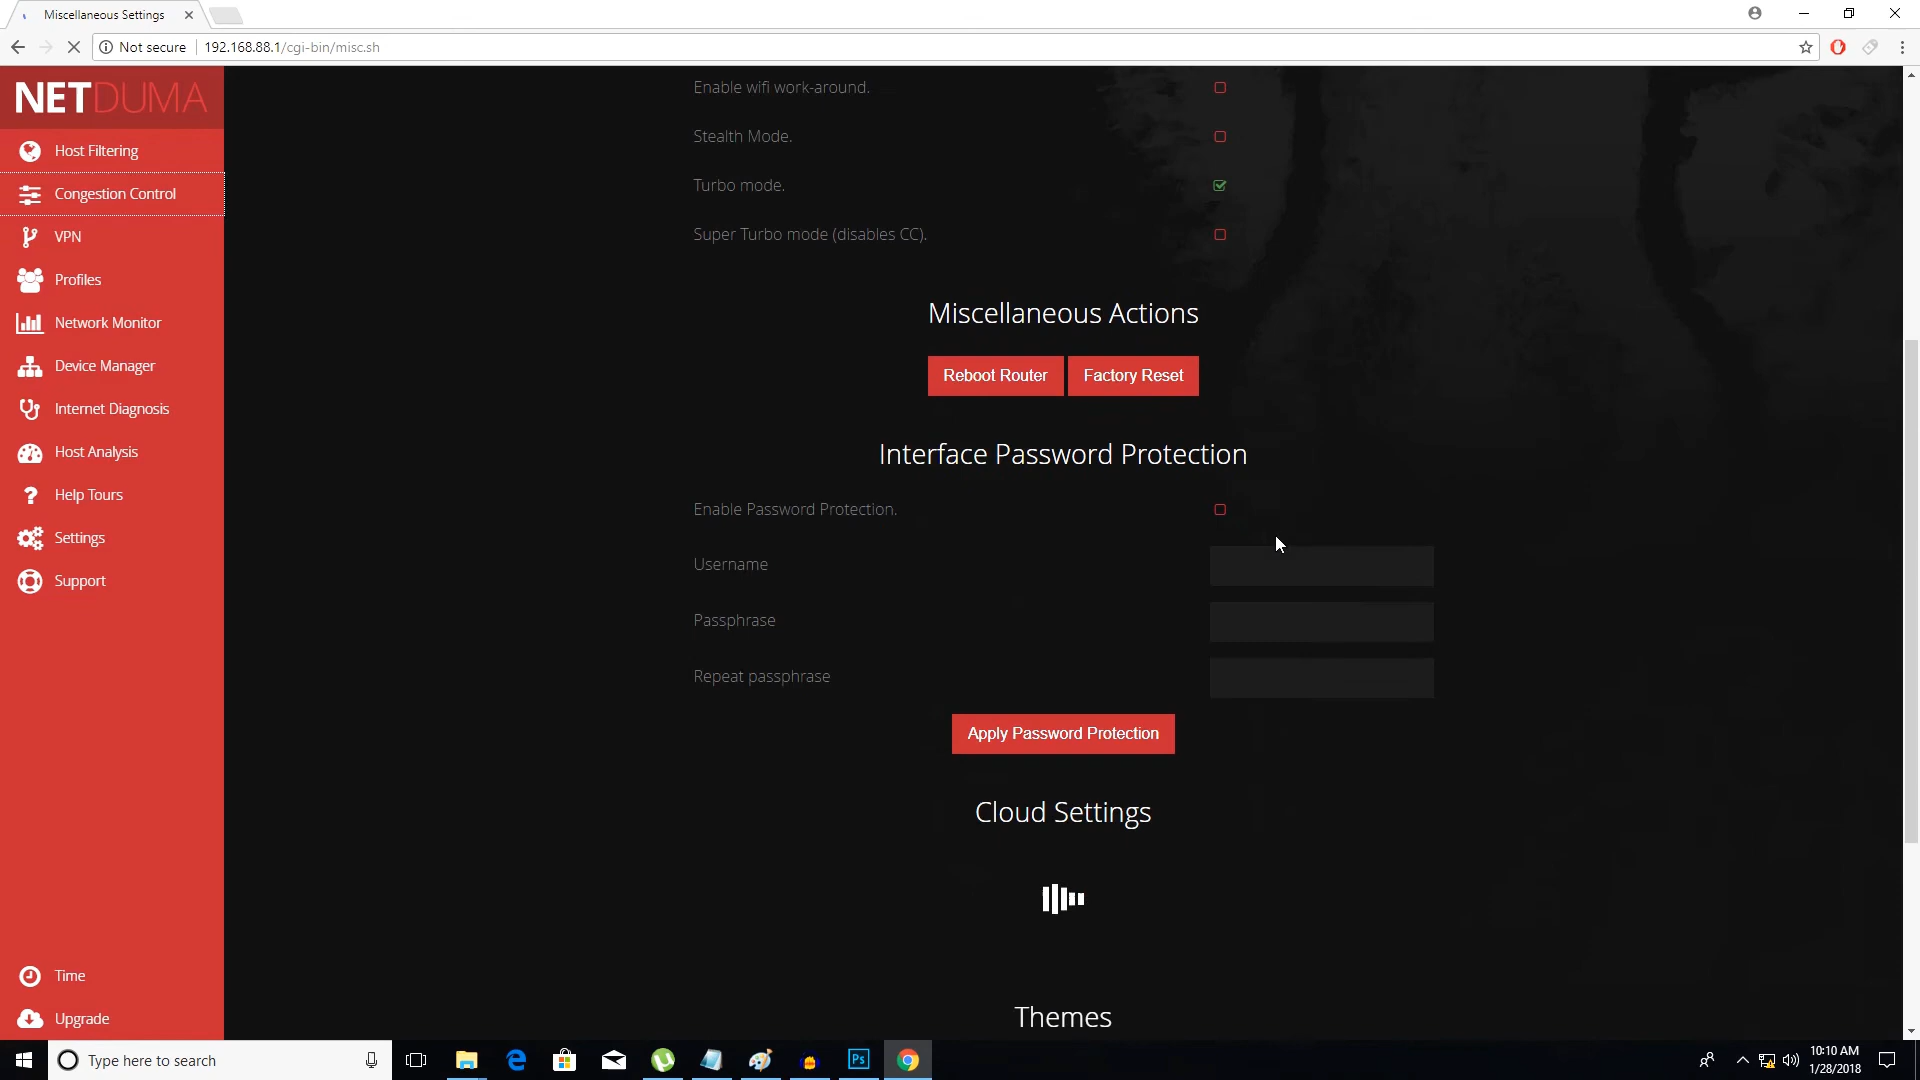 Miscellaneous Settings
Not secure
192.168.88.1/cgi-bin/misc.sh
NETDUMA
Host Filtering
Congestion Control
VPN
Profiles
Network Monitor
Device Manager
Internet Diagnosis
Host Analysis
Help Tours
Settings
Support
Time
Upgrade
Enable wifi work-around.
Stealth Mode.
Turbo mode.
Super Turbo mode (disables CC).
Miscellaneous Actions
Reboot Router
Factory Reset
Interface Password Protection
Enable Password Protection.
Username
Passphrase
Repeat passphrase
Apply Password Protection
Cloud Settings
Themes
Type here to search
Ps
10:10 AM
1/28/2018